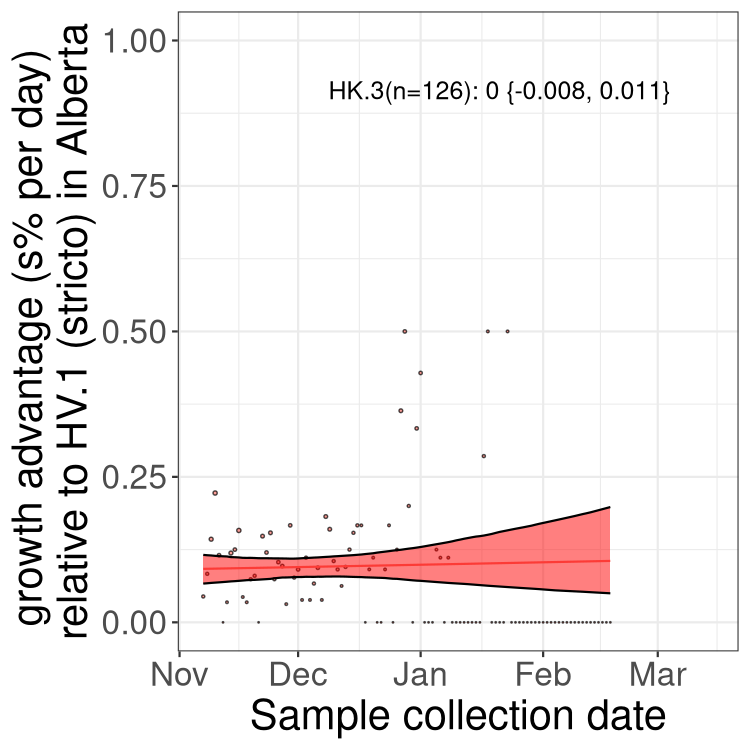 growth advantage (s% per day)
relative to HV.1 (stricto) in Alberta
1.00
0.75
0.50
0.25
0.00
HK.3(n=126): 0 {-0.008, 0.011}
Nov Dec Jan Feb Mar
Sample collection date